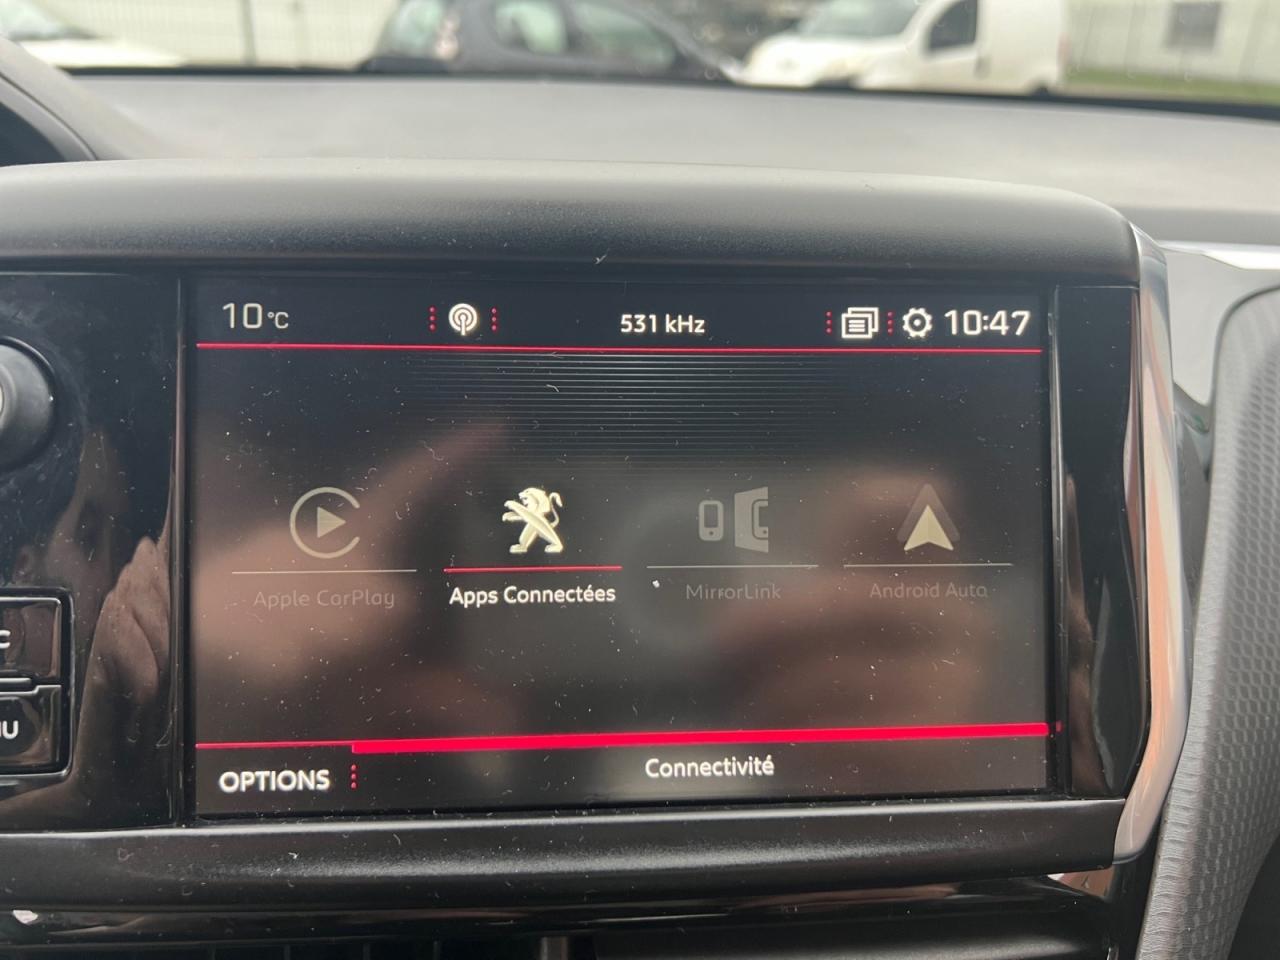 10 °C
531 kHz
10:47
Apple CarPlay
Apps Connectées
MirrorLink
Android Auto
OPTIONS
Connectivité